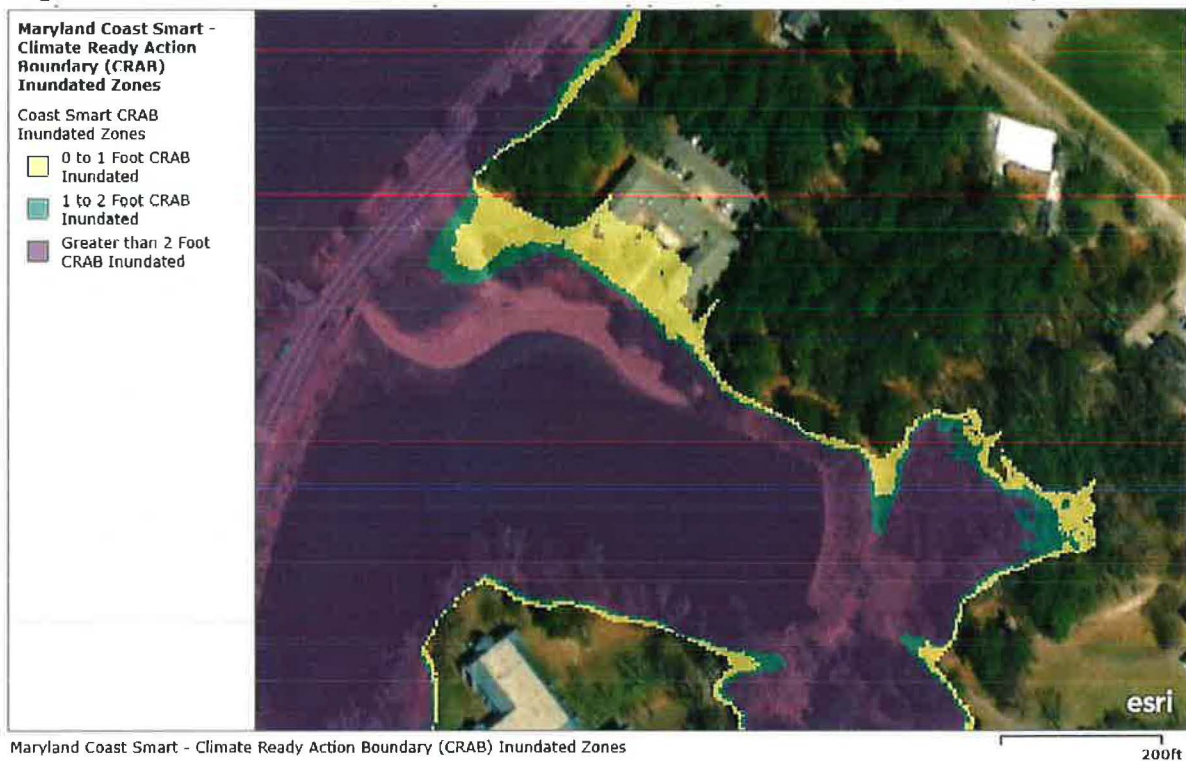 Maryland Coast Smart -
Climate Ready Action
Boundary (CRAB)
Inundated Zones
Coast Smart CRAB
Inundated Zones
0 to 1 Foot CRAB
Inundated
1 to 2 Foot CRAB
Inundated
Greater than 2 Foot
CRAB Inundated
esri
Maryland Coast Smart - Climate Ready Action Boundary (CRAB) Inundated Zones
200ft